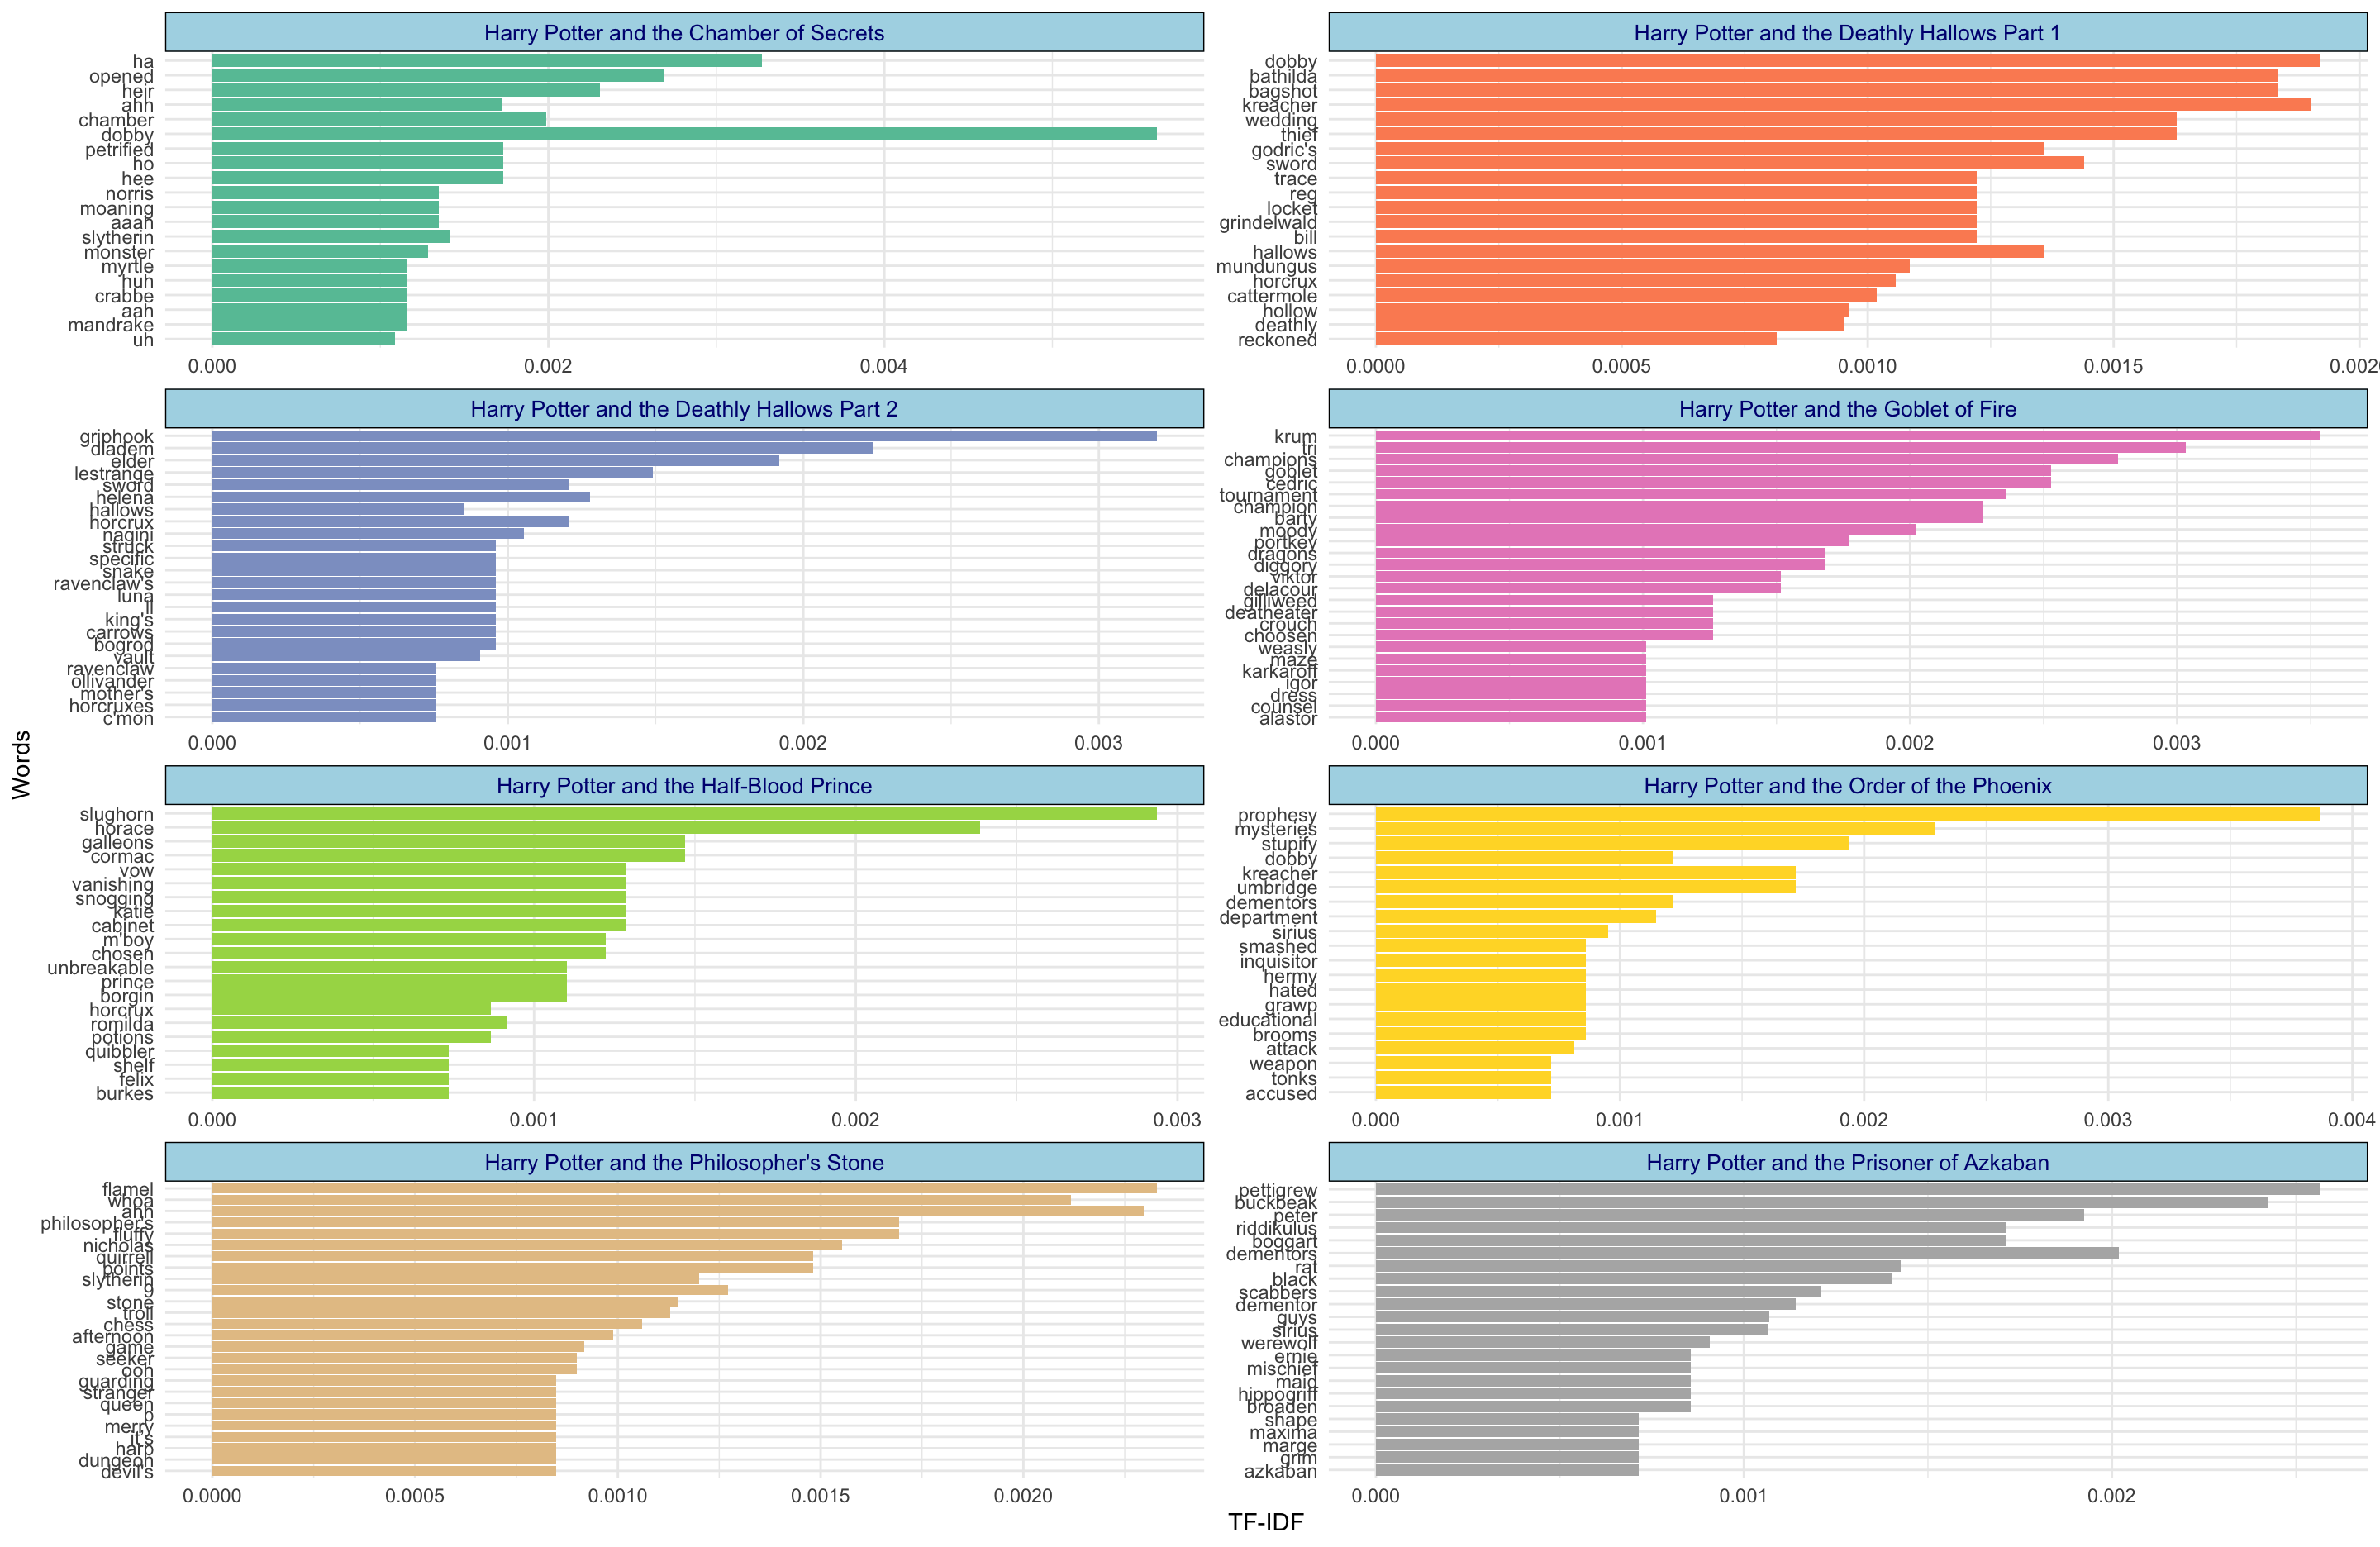 Harry Potter and the Chamber of Secrets
ha
opened
heir
ahh
chamber
dobby
petrified
ho
hee
norris
moaning
aaah
slytherin
monster
myrtle
huh
crabbe
aah
mandrake
uh
0.000 0.002 0.004
Harry Potter and the Deathly Hallows Part 1
dobby
bathilda
bagshot
kreacher
wedding
thief
godric's
sword
trace
reg
locket
grindelwald
bill
hallows
mundungus
horcrux
cattermole
hollow
deathly
reckoned
0.0000 0.0005 0.0010 0.0015 0.0020
Harry Potter and the Deathly Hallows Part 2
griphook
diadem
elder
lestrange
sword
helena
hallows
horcrux
nagini
struck
specific
snake
ravenclaw's
luna
ll
king's
carrows
bogrod
vault
ravenclaw
ollivander
mother's
horcruxes
c'mon
0.000 0.001 0.002 0.003
Harry Potter and the Goblet of Fire
krum
tri
champions
goblet
cedric
tournament
champion
barty
moody
portkey
dragons
diggory
viktor
delacour
gilliweed
deatheater
crouch
choosen
weasly
maze
karkaroff
igor
dress
counsel
alastor
0.000 0.001 0.002 0.003
Words
Harry Potter and the Half-Blood Prince
slughorn
horace
galleons
cormac
vow
vanishing
snogging
katie
cabinet
m'boy
chosen
unbreakable
prince
borgin
horcrux
romilda
potions
quibbler
shelf
felix
burkes
0.000 0.001 0.002 0.003
Harry Potter and the Order of the Phoenix
prophesy
mysteries
stupify
dobby
kreacher
umbridge
dementors
department
sirius
smashed
inquisitor
hermy
hated
grawp
educational
brooms
attack
weapon
tonks
accused
0.000 0.001 0.002 0.003 0.004
Harry Potter and the Philosopher's Stone
flamel
whoa
ahh
philosopher's
fluffy
nicholas
quirrell
points
slytherin
9
stone
troll
chess
afternoon
game
seeker
ooh
guarding
stranger
queen
p
merry
it's
harp
dungeon
devil's
0.0000 0.0005 0.0010 0.0015 0.0020
Harry Potter and the Prisoner of Azkaban
pettigrew
buckbeak
peter
riddikulus
boggart
dementors
rat
black
scabbers
dementor
guys
sirius
werewolf
ernie
mischief
maid
hippogriff
broaden
shape
maxima
marge
grim
azkaban
0.000 0.001 0.002
TF-IDF